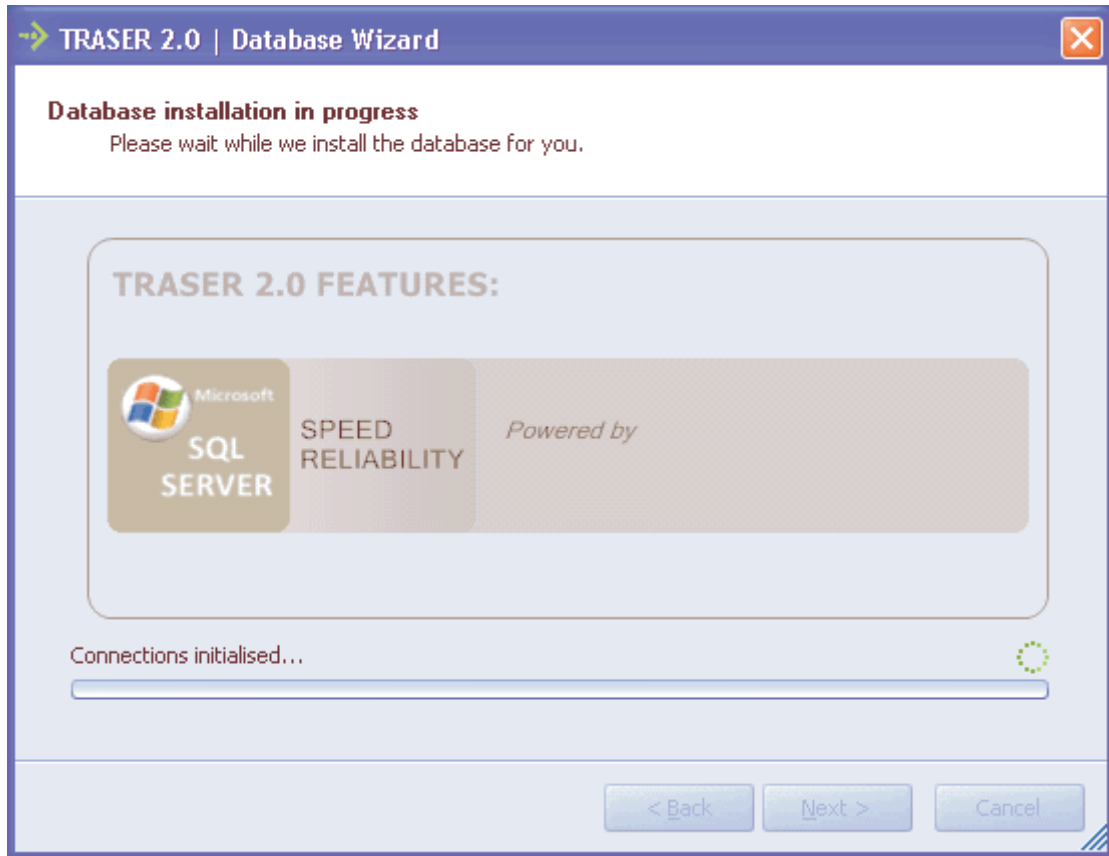 TRASER 2.0 | Database Wizard
Database installation in progress
Please wait while we install the database for you.
TRASER 2.0 FEATURES:
Microsoft
SQL
SERVER
SPEED
RELIABILITY
Powered by
Connections initialised...
< Back
Next >
Cancel